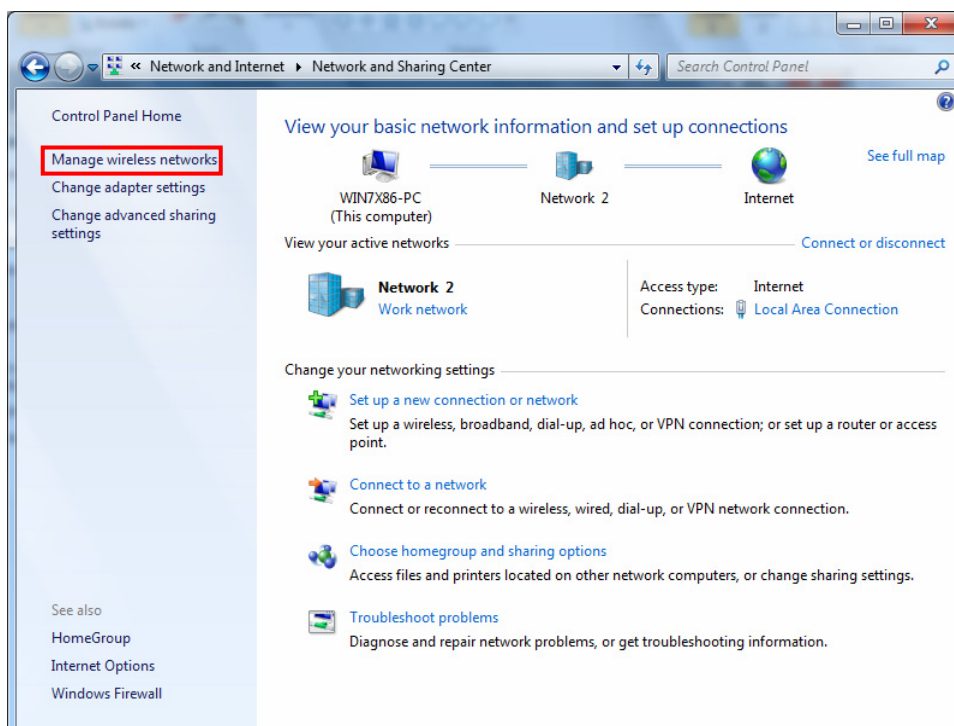 « Network and Internet ▸ Network and Sharing Center
Search Control Panel
Control Panel Home
Manage wireless networks
Change adapter settings
Change advanced sharing
settings
See also
HomeGroup
Internet Options
Windows Firewall
View your basic network information and set up connections
See full map
WIN7X86-PC
(This computer)
Network 2
Internet
View your active networks
Connect or disconnect
Network 2
Work network
Access type: Internet
Connections: Local Area Connection
Change your networking settings
Set up a new connection or network
Set up a wireless, broadband, dial-up, ad hoc, or VPN connection; or set up a router or access
point.
Connect to a network
Connect or reconnect to a wireless, wired, dial-up, or VPN network connection.
Choose homegroup and sharing options
Access files and printers located on other network computers, or change sharing settings.
Troubleshoot problems
Diagnose and repair network problems, or get troubleshooting information.